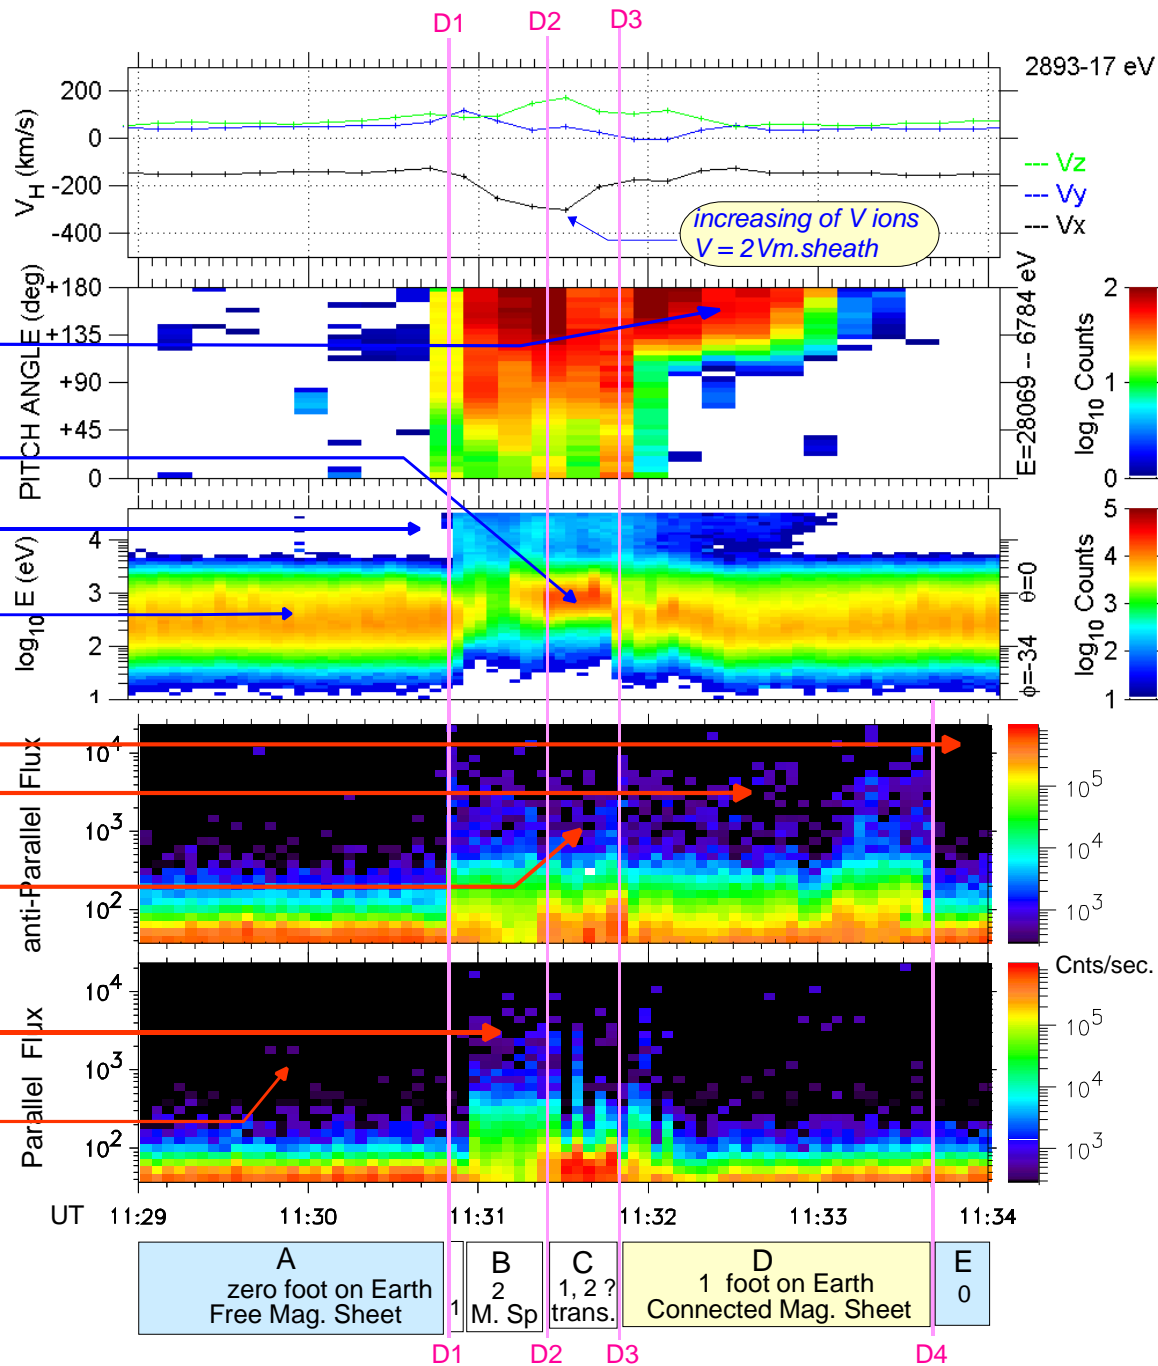 D1 D2 D3
2893-17 eV
200
0
-200
-400
V_H (km/s)
--- Vz
--- Vy
--- Vx
increasing of V ions
V = 2Vm.sheath
+180
+135
+90
+45
0
PITCH ANGLE (deg)
E=28069 -- 6784 eV
2
1
0
log10 Counts
4
3
2
1
log10 E (eV)
ϕ=-34 θ=0
5
4
3
2
1
log10 Counts
10^4
10^3
10^2
anti-Parallel Flux
10^5
10^4
10^3
Cnts/sec.
10^4
10^3
10^2
Parallel Flux
10^5
10^4
10^3
UT 11:29 11:30 11:31 11:32 11:33 11:34
A
zero foot on Earth
Free Mag. Sheet
1
B
2
M. Sp
C
1, 2 ?
trans.
D
1 foot on Earth
Connected Mag. Sheet
E
0
D1 D2 D3 D4